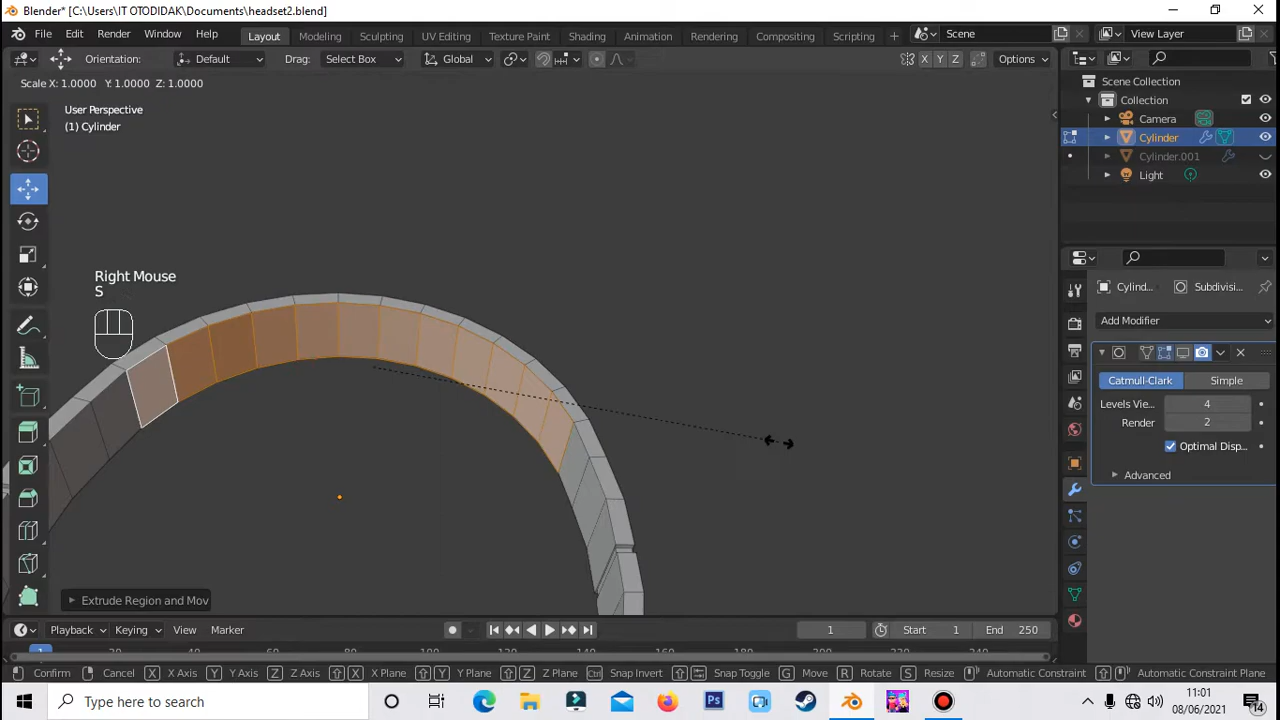 Blender* [C:\Users\IT OTODIDAK\Documents\headset2.blend]
File Edit Render Window Help Layout Modeling Sculpting UV Editing Texture Paint Shading Animation Rendering Compositing Scripting + Scene View Layer
Orientation: Default Drag: Select Box Global X Y Z Options
Scale X: 1.0000 Y: 1.0000 Z: 1.0000
User Perspective
(1) Cylinder
Right Mouse
S
Extrude Region and Mov
Scene Collection
Collection
Camera
Cylinder
Cylinder.001
Light
Cylind... Subdivisi...
Add Modifier
Catmull-Clark Simple
Levels Vie... 4
Render 2
Optimal Disp...
Advanced
Playback Keying View Marker 1 Start 1 End 250
Confirm Cancel X X Axis Y Y Axis Z Z Axis X X Plane Y Y Plane Z Z Plane Ctrl Snap Invert Snap Toggle G Move R Rotate S Resize Automatic Constraint Automatic Constraint Plane
Type here to search
11:01
08/06/2021
14